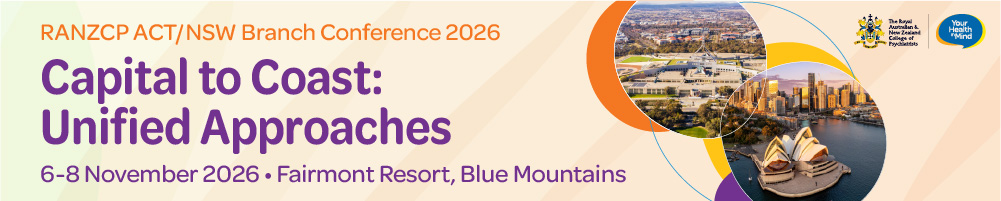 RANZCP ACT/NSW Branch Conference 2026
Capital to Coast:
Unified Approaches
6-8 November 2026 • Fairmont Resort, Blue Mountains
The Royal
Australian &
New Zealand
College of
Psychiatrists
Your
Health
in Mind